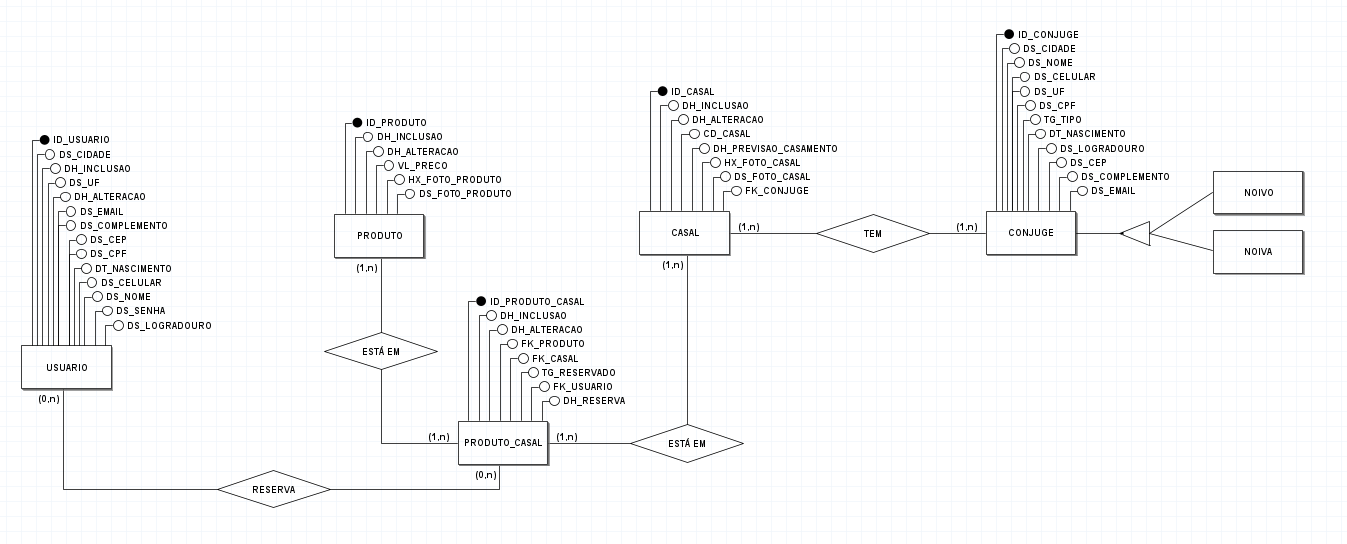 ID_USUARIO
DS_CIDADE
DH_INCLUSAO
DS_UF
DH_ALTERACAO
DS_EMAIL
DS_COMPLEMENTO
DS_CEP
DS_CPF
DT_NASCIMENTO
DS_CELULAR
DS_NOME
DS_SENHA
DS_LOGRADOURO
USUARIO
(0,n)
ID_PRODUTO
DH_INCLUSAO
DH_ALTERACAO
VL_PRECO
HX_FOTO_PRODUTO
DS_FOTO_PRODUTO
PRODUTO
(1,n)
ESTÁ EM
(1,n)
ID_PRODUTO_CASAL
DH_INCLUSAO
DH_ALTERACAO
FK_PRODUTO
FK_CASAL
TG_RESERVADO
FK_USUARIO
DH_RESERVA
PRODUTO_CASAL
(1,n)
(0,n)
RESERVA
ID_CASAL
DH_INCLUSAO
DH_ALTERACAO
CD_CASAL
DH_PREVISAO_CASAMENTO
HX_FOTO_CASAL
DS_FOTO_CASAL
FK_CONJUGE
CASAL
(1,n)
(1,n)
ESTÁ EM
TEM
(1,n)
ID_CONJUGE
DS_CIDADE
DS_NOME
DS_CELULAR
DS_UF
DS_CPF
TG_TIPO
DT_NASCIMENTO
DS_LOGRADOURO
DS_CEP
DS_COMPLEMENTO
DS_EMAIL
CONJUGE
NOIVO
NOIVA